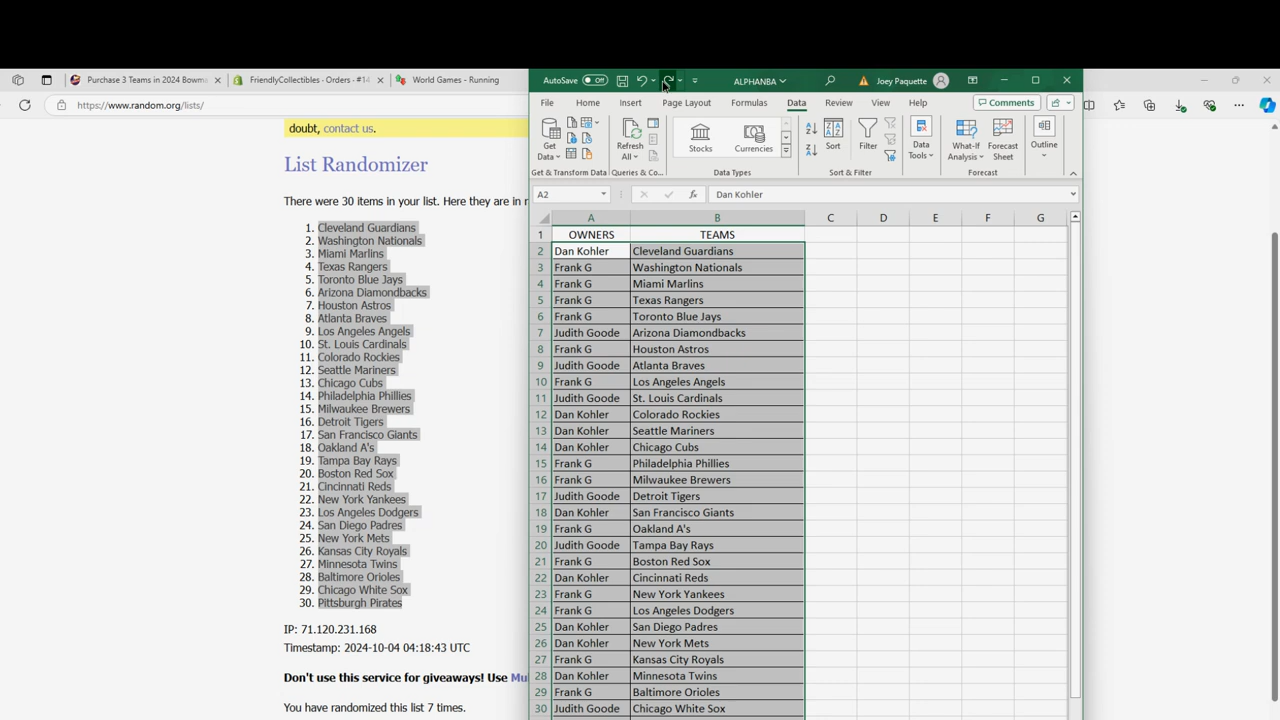 Purchase 3 Teams in 2024 Bowm
FriendlyCollectibles - Orders - #14
World Games - Running
https://www.random.org/lists/
doubt, contact us.
List Randomizer
There were 30 items in your list. Here they are in r
1. Cleveland Guardians
2. Washington Nationals
3. Miami Marlins
4. Texas Rangers
5. Toronto Blue Jays
6. Arizona Diamondbacks
7. Houston Astros
8. Atlanta Braves
9. Los Angeles Angels
10. St. Louis Cardinals
11. Colorado Rockies
12. Seattle Mariners
13. Chicago Cubs
14. Philadelphia Phillies
15. Milwaukee Brewers
16. Detroit Tigers
17. San Francisco Giants
18. Oakland A's
19. Tampa Bay Rays
20. Boston Red Sox
21. Cincinnati Reds
22. New York Yankees
23. Los Angeles Dodgers
24. San Diego Padres
25. New York Mets
26. Kansas City Royals
27. Minnesota Twins
28. Baltimore Orioles
29. Chicago White Sox
30. Pittsburgh Pirates
IP: 71.120.231.168
Timestamp: 2024-10-04 04:18:43 UTC
Don't use this service for giveaways! Use Mu
You have randomized this list 7 times.
AutoSave Off ALPHANBA Joey Paquette
File Home Insert Page Layout Formulas Data Review View Help Comments
Get Data Refresh All Stocks Currencies Sort Filter Data Tools What-If Analysis Forecast Sheet Outline
Get & Transform Data Queries & Co... Data Types Sort & Filter Forecast
A2 fx Dan Kohler
A B C D E F G
1 OWNERS TEAMS
2 Dan Kohler Cleveland Guardians
3 Frank G Washington Nationals
4 Frank G Miami Marlins
5 Frank G Texas Rangers
6 Frank G Toronto Blue Jays
7 Judith Goode Arizona Diamondbacks
8 Frank G Houston Astros
9 Judith Goode Atlanta Braves
10 Frank G Los Angeles Angels
11 Judith Goode St. Louis Cardinals
12 Dan Kohler Colorado Rockies
13 Dan Kohler Seattle Mariners
14 Dan Kohler Chicago Cubs
15 Frank G Philadelphia Phillies
16 Frank G Milwaukee Brewers
17 Judith Goode Detroit Tigers
18 Dan Kohler San Francisco Giants
19 Frank G Oakland A's
20 Judith Goode Tampa Bay Rays
21 Frank G Boston Red Sox
22 Dan Kohler Cincinnati Reds
23 Frank G New York Yankees
24 Frank G Los Angeles Dodgers
25 Dan Kohler San Diego Padres
26 Dan Kohler New York Mets
27 Frank G Kansas City Royals
28 Dan Kohler Minnesota Twins
29 Frank G Baltimore Orioles
30 Judith Goode Chicago White Sox